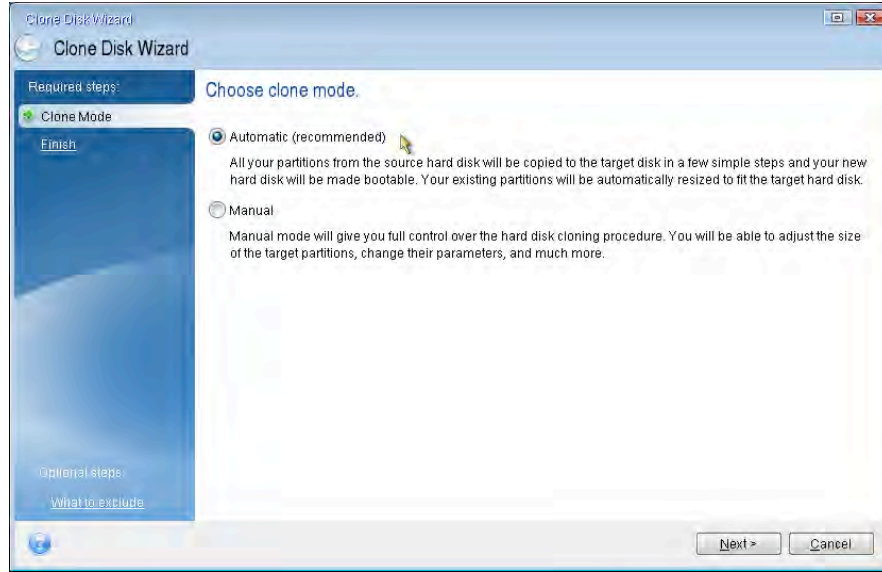 Clone Disk Wizard
Clone Disk Wizard
Required steps:
Clone Mode
Finish
Choose clone mode.
Automatic (recommended)
All your partitions from the source hard disk will be copied to the target disk in a few simple steps and your new
hard disk will be made bootable. Your existing partitions will be automatically resized to fit the target hard disk.
Manual
Manual mode will give you full control over the hard disk cloning procedure. You will be able to adjust the size
of the target partitions, change their parameters, and much more.
Optional steps:
What to exclude
Next >
Cancel